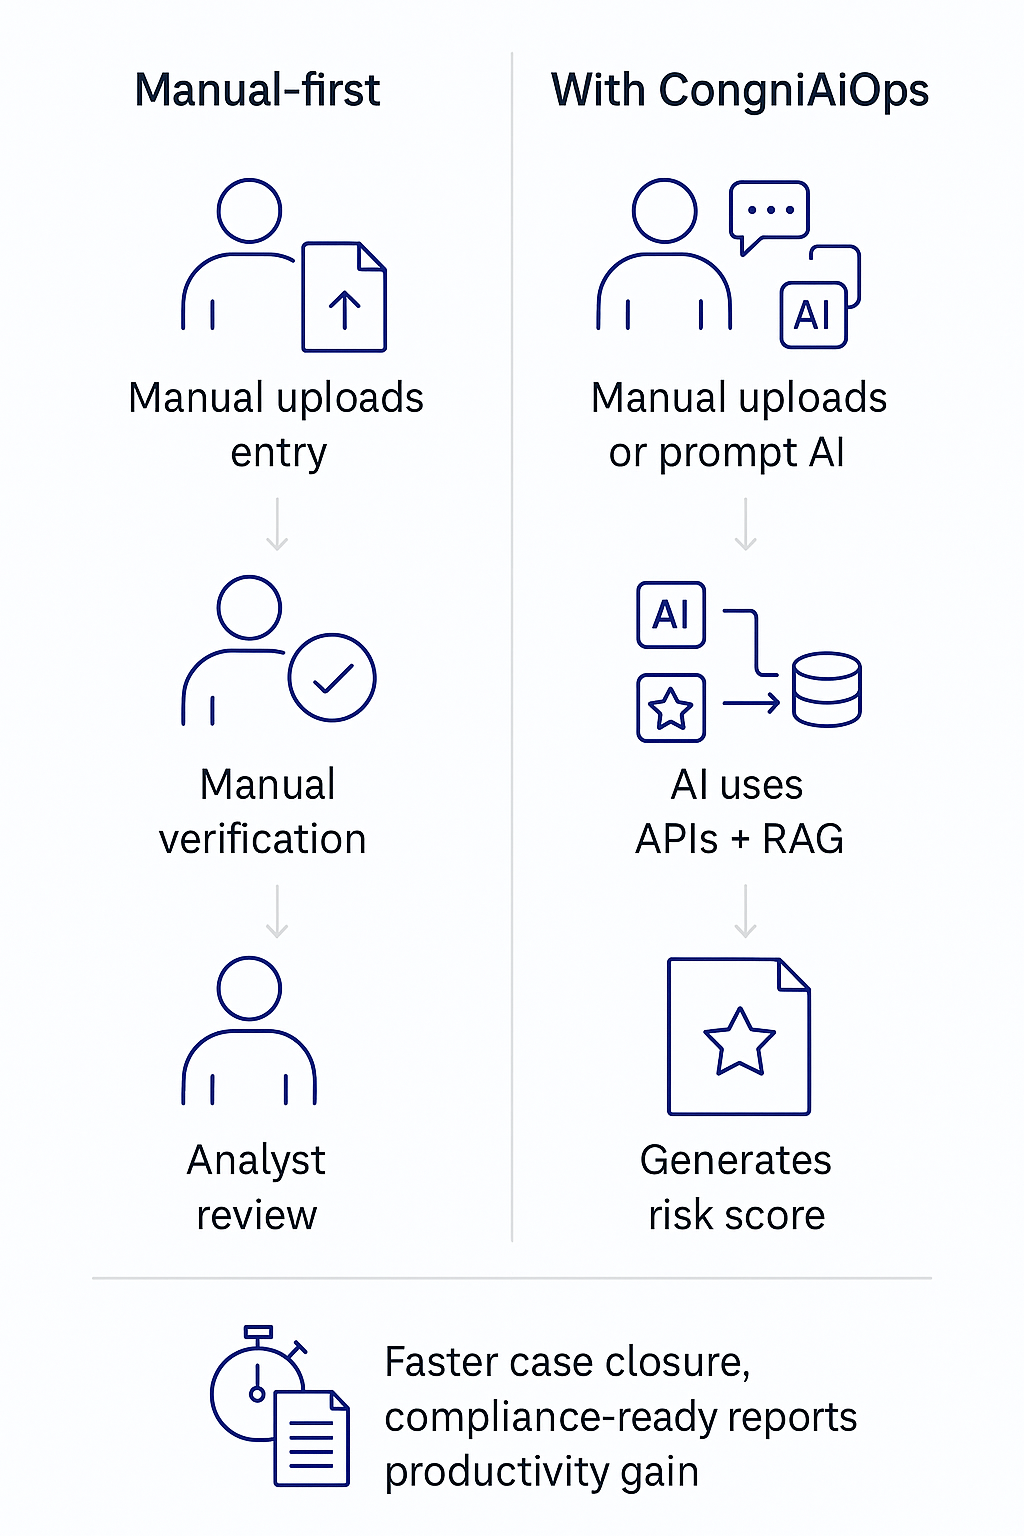 Manual-first
With CongniAiOps
Manual uploads
entry
AI
Manual uploads
or prompt AI
Manual
verification
AI
AI uses
APIs + RAG
Analyst
review
Generates
risk score
Faster case closure,
compliance-ready reports
productivity gain